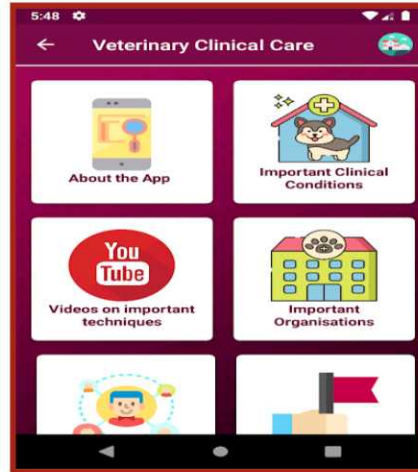 5:48
Veterinary Clinical Care
About the App
Important Clinical
Conditions
You
Tube
Videos on important
techniques
Important
Organisations